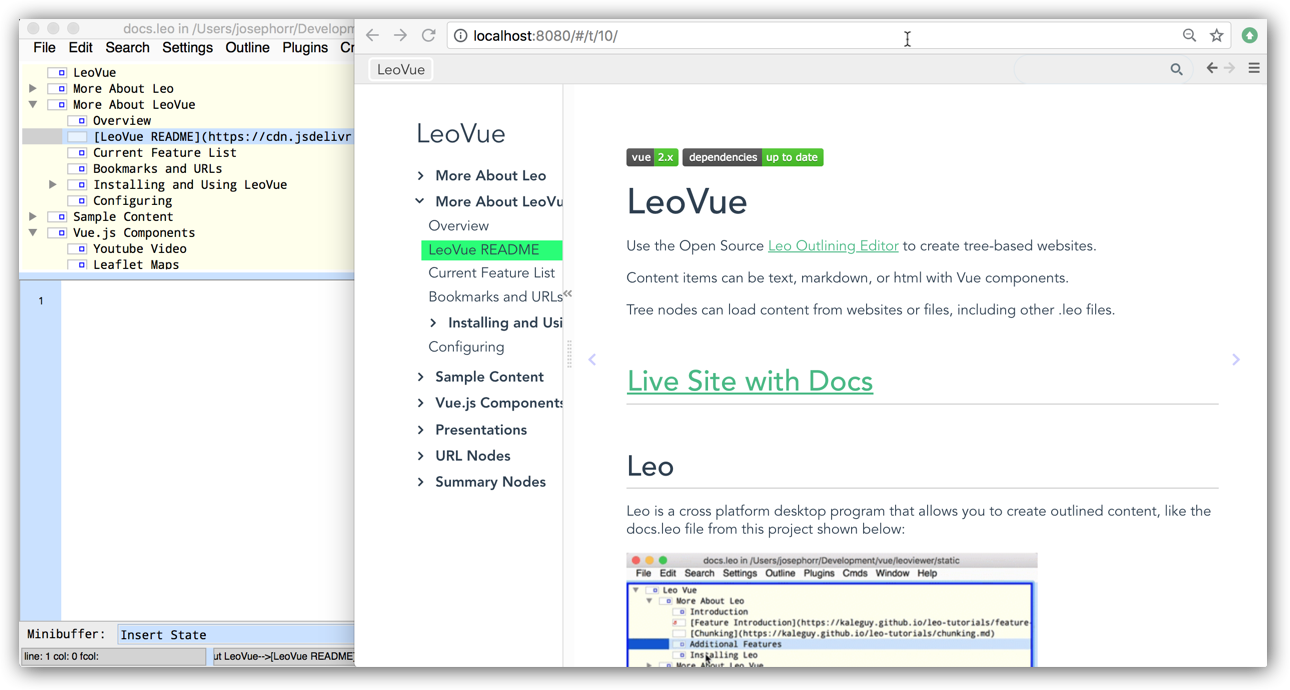 docs.leo in /Users/josephorr/Developm
File Edit Search Settings Outline Plugins Cr
LeoVue
More About Leo
More About LeoVue
Overview
[LeoVue README](https://cdn.jsdelivr
Current Feature List
Bookmarks and URLs
Installing and Using LeoVue
Configuring
Sample Content
Vue.js Components
Youtube Video
Leaflet Maps
1
Minibuffer: Insert State
line: 1 col: 0 fcol:
ut LeoVue-->[LeoVue README]
localhost:8080/#/t/10/
LeoVue
LeoVue
More About Leo
More About LeoVu
Overview
LeoVue README
Current Feature List
Bookmarks and URLs
Installing and Usi
Configuring
Sample Content
Vue.js Components
Presentations
URL Nodes
Summary Nodes
vue 2.x dependencies up to date
LeoVue
Use the Open Source Leo Outlining Editor to create tree-based websites.
Content items can be text, markdown, or html with Vue components.
Tree nodes can load content from websites or files, including other .leo files.
Live Site with Docs
Leo
Leo is a cross platform desktop program that allows you to create outlined content, like the
docs.leo file from this project shown below:
docs.leo in /Users/josephorr/Development/vue/leoviewer/static
File Edit Search Settings Outline Plugins Cmds Window Help
Leo Vue
More About Leo
Introduction
[Feature Introduction](https://kaleguy.github.io/leo-tutorials/feature-
[Chunking](https://kaleguy.github.io/leo-tutorials/chunking.md)
Additional Features
Installing Leo
More About Leo Vue